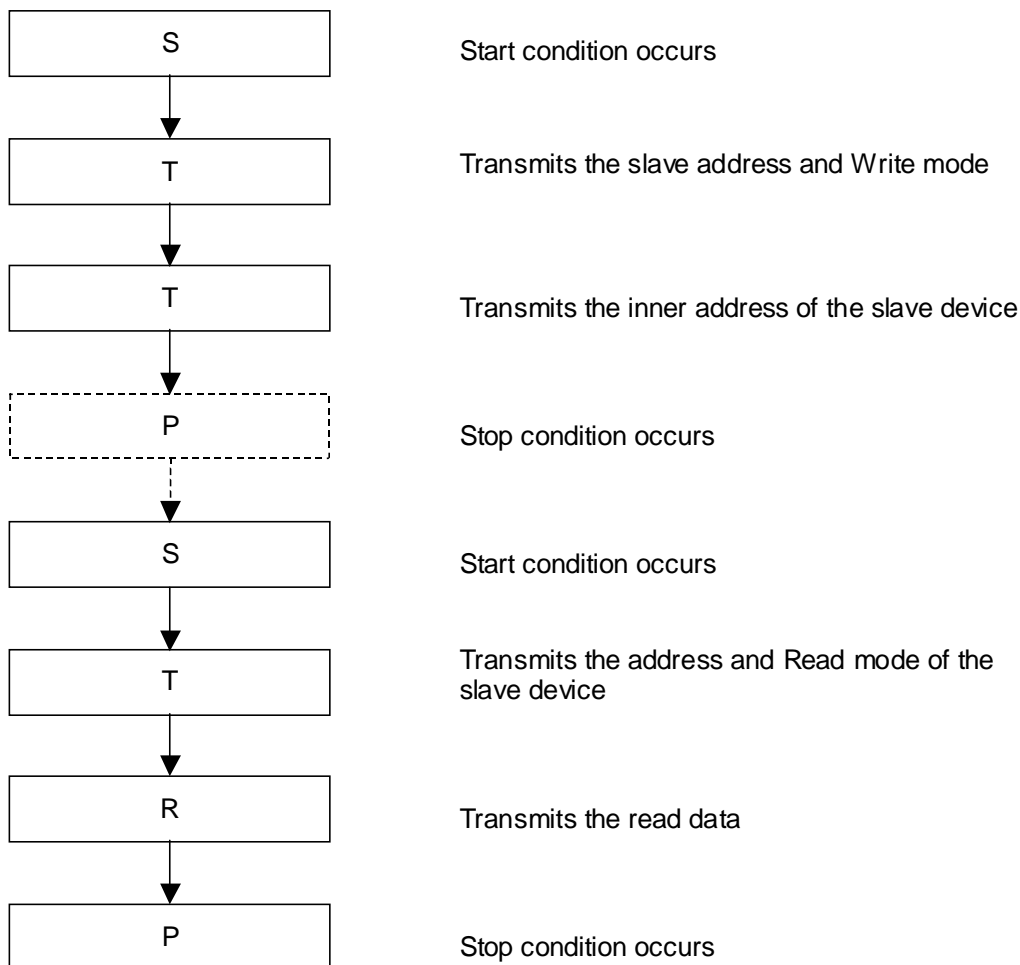 S
Start condition occurs
T
Transmits the slave address and Write mode
T
Transmits the inner address of the slave device
P
Stop condition occurs
S
Start condition occurs
T
Transmits the address and Read mode of the
slave device
R
Transmits the read data
P
Stop condition occurs